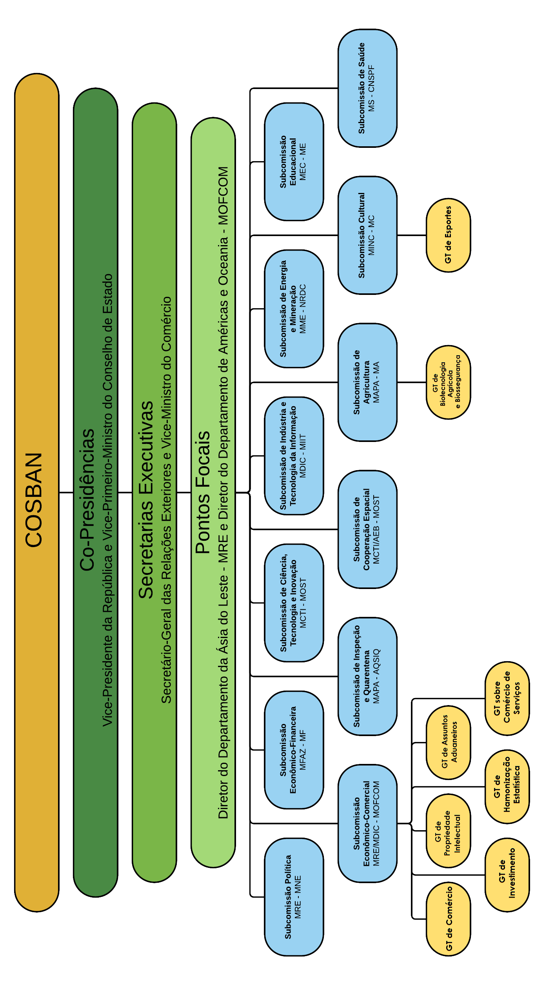 COSBAN
Co-Presidências
Vice-Presidente da República e Vice-Primeiro-Ministro do Conselho de Estado
Secretarias Executivas
Secretário-Geral das Relações Exteriores e Vice-Ministro do Comércio
Pontos Focais
Diretor do Departamento da Ásia do Leste - MRE e Diretor do Departamento de Américas e Oceania - MOFCOM
Subcomissão Política
MRE - MNE
Subcomissão
Econômico-Financeira
MFAZ - MF
Subcomissão de Ciência,
Tecnologia e Inovação
MCTI - MOST
Subcomissão de Indústria e
Tecnologia da Informação
MDIC - MIIT
Subcomissão de Energia
e Mineração
MME - NRDC
Subcomissão
Educacional
MEC - ME
Subcomissão
Econômico-Comercial
MRE/MDIC - MOFCOM
Subcomissão de Inspeção
e Quarentena
MAPA - AQSIQ
Subcomissão de
Cooperação Espacial
MCTI/AEB - MOST
Subcomissão de
Agricultura
MAPA - MA
Subcomissão Cultural
MINC - MC
Subcomissão de Saúde
MS - CNSPF
GT de Comércio
GT de
Propriedade
Intelectual
GT de Assuntos
Aduaneiros
GT de
Biotecnologia
Agrícola
e Biossegurança
GT de Esportes
GT de
Investimento
GT de
Hamonização
Estatística
GT sobre
Comércio de
Serviços